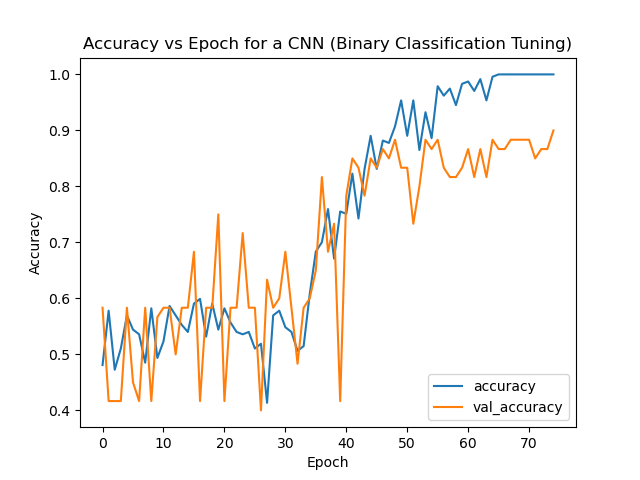 Accuracy vs Epoch for a CNN (Binary Classification Tuning)
1.0
0.9
0.8
0.7
0.6
0.5
0.4
Accuracy
accuracy
val_accuracy
0 10 20 30 40 50 60 70
Epoch